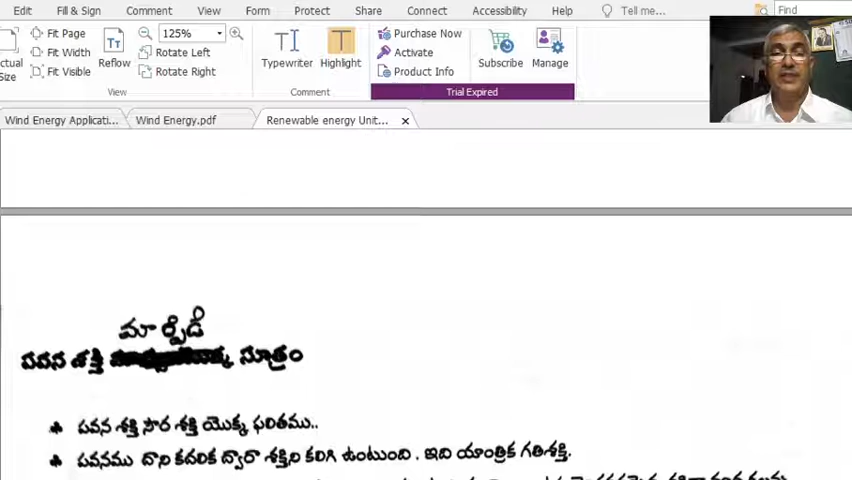 Edit Fill & Sign Comment View Form Protect Share Connect Accessibility Help Tell me... Find
Fit Page 125% Purchase Now
Fit Width Rotate Left Activate
Size Fit Visible Reflow Rotate Right Typewriter Highlight Product Info Subscribe Manage
View Comment Trial Expired
Wind Energy Applicati... Wind Energy.pdf Renewable energy Unit... ×
మార్పిడి
పవన శక్తి సూత్రం
పవన శక్తి సౌర శక్తి యొక్క ఫలితము..
పవనము దాని కదలిక ద్వారా శక్తిని కలిగి ఉంటుంది. ఇది యాంత్రిక గతిశక్తి.